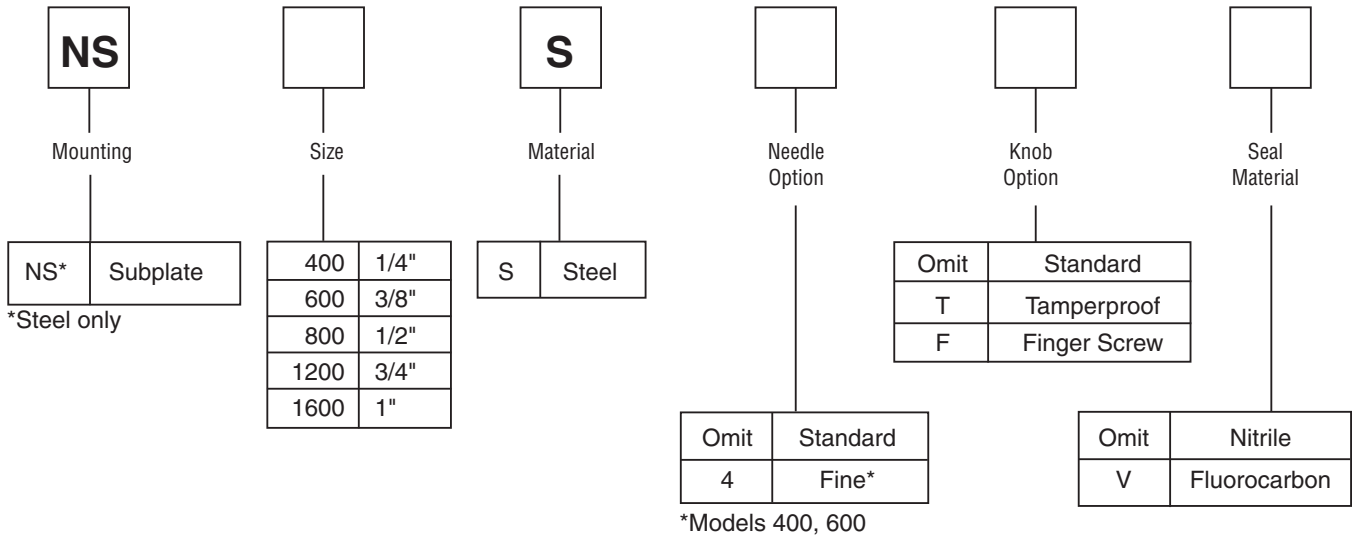 NS S
Mounting Size Material Needle Option Knob Option Seal Material
NS* Subplate
*Steel only
400 1/4"
600 3/8"
800 1/2"
1200 3/4"
1600 1"
S Steel
Omit Standard
4 Fine*
*Models 400, 600
Omit Standard
T Tamperproof
F Finger Screw
Omit Nitrile
V Fluorocarbon